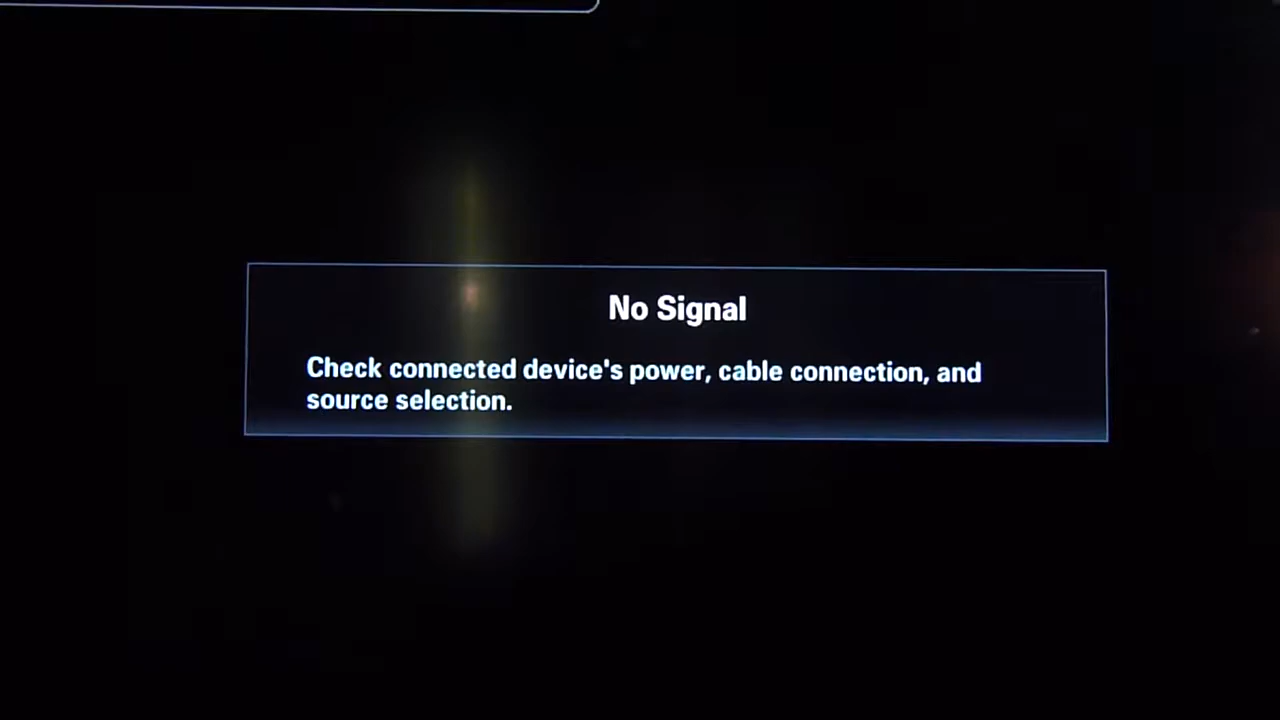 No Signal
Check connected device's power, cable connection, and
source selection.